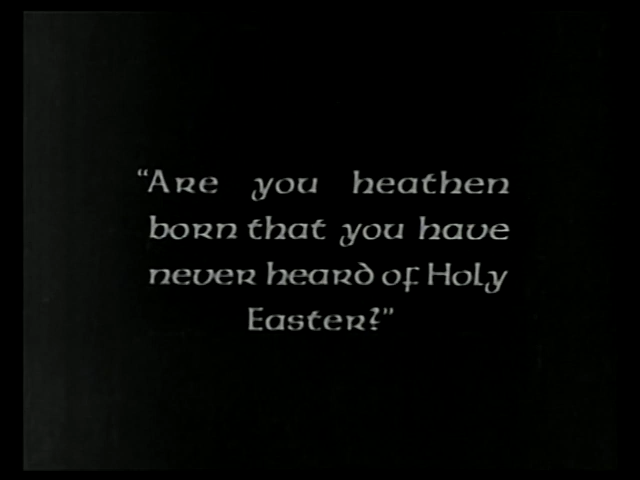 “Are you heathen
born that you have
never heard of Holy
Easter?”